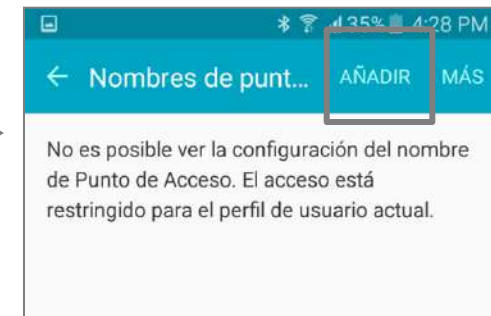 35% 4:28 PM
Nombres de punt... AÑADIR MÁS
No es posible ver la configuración del nombre
de Punto de Acceso. El acceso está
restringido para el perfil de usuario actual.